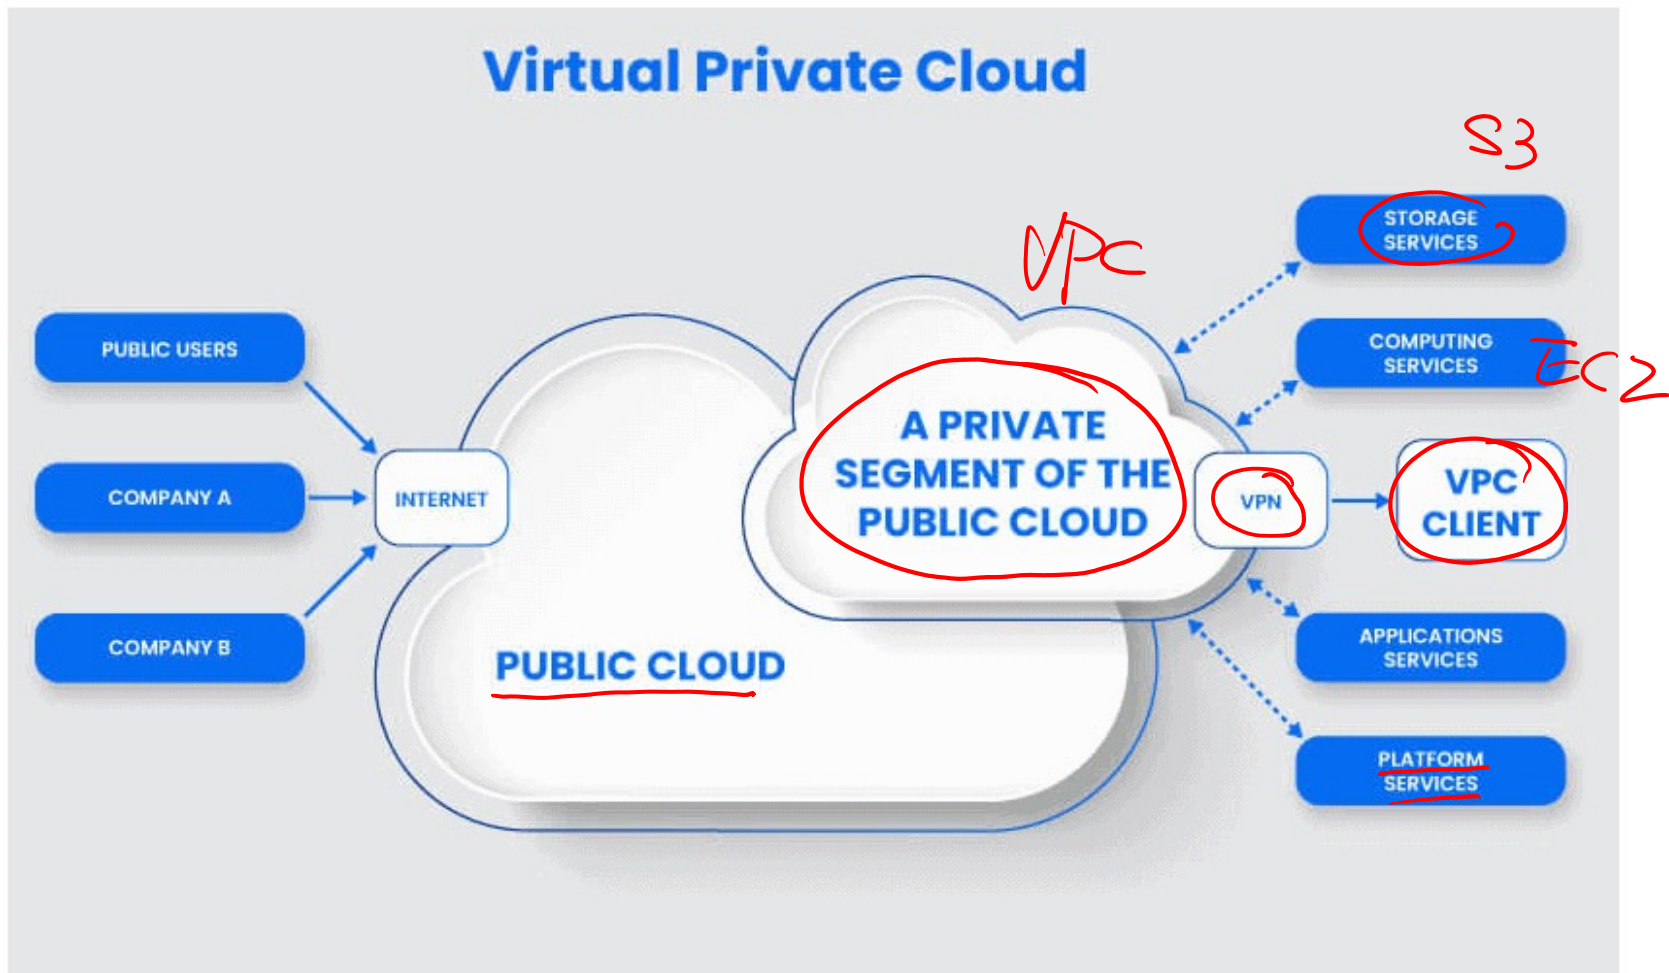 Virtual Private Cloud
S3
STORAGE
SERVICES
VPC
PUBLIC USERS
COMPUTING
SERVICES
EC2
A PRIVATE
SEGMENT OF THE
PUBLIC CLOUD
COMPANY A
INTERNET
VPN
VPC
CLIENT
COMPANY B
PUBLIC CLOUD
APPLICATIONS
SERVICES
PLATFORM
SERVICES